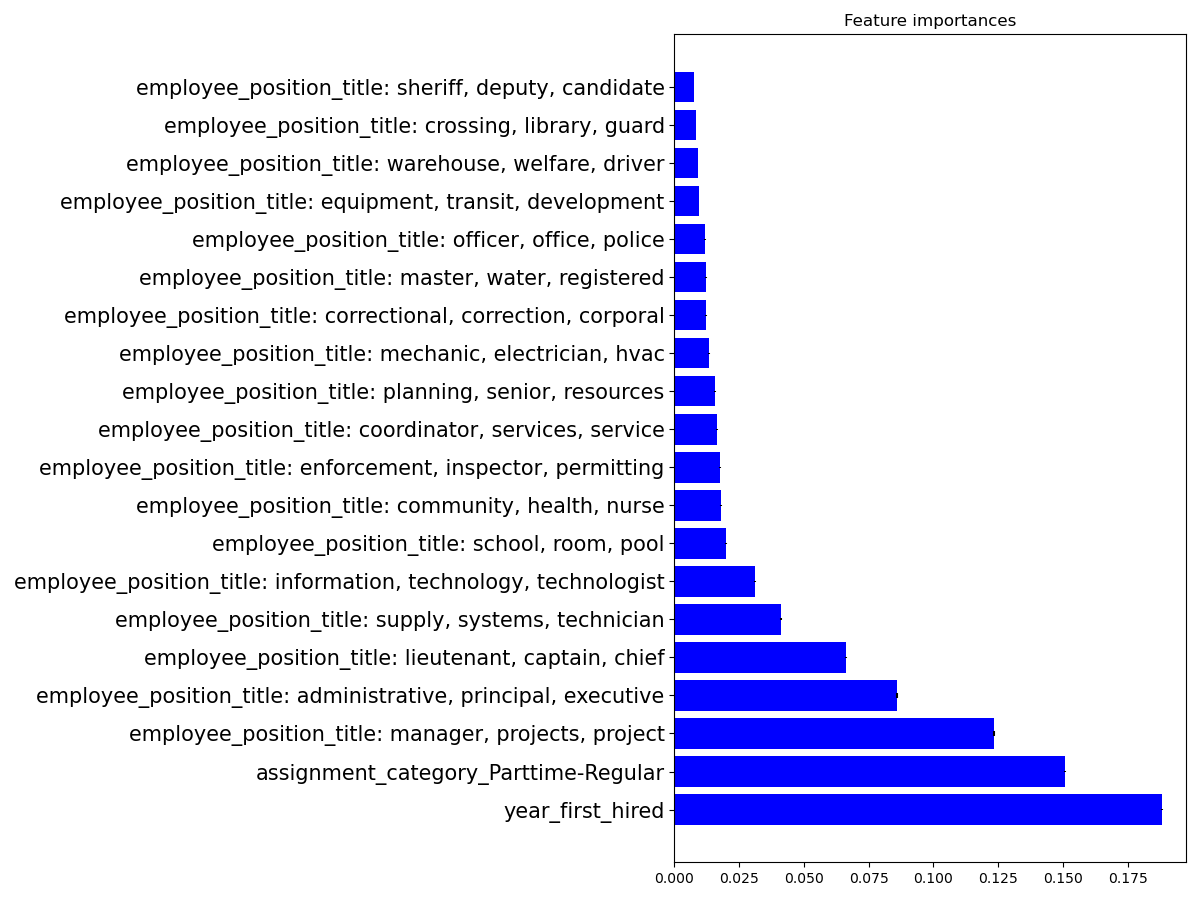 Feature importances
employee_position_title: sheriff, deputy, candidate
employee_position_title: crossing, library, guard
employee_position_title: warehouse, welfare, driver
employee_position_title: equipment, transit, development
employee_position_title: officer, office, police
employee_position_title: master, water, registered
employee_position_title: correctional, correction, corporal
employee_position_title: mechanic, electrician, hvac
employee_position_title: planning, senior, resources
employee_position_title: coordinator, services, service
employee_position_title: enforcement, inspector, permitting
employee_position_title: community, health, nurse
employee_position_title: school, room, pool
employee_position_title: information, technology, technologist
employee_position_title: supply, systems, technician
employee_position_title: lieutenant, captain, chief
employee_position_title: administrative, principal, executive
employee_position_title: manager, projects, project
assignment_category_Parttime-Regular
year_first_hired
0.000 0.025 0.050 0.075 0.100 0.125 0.150 0.175